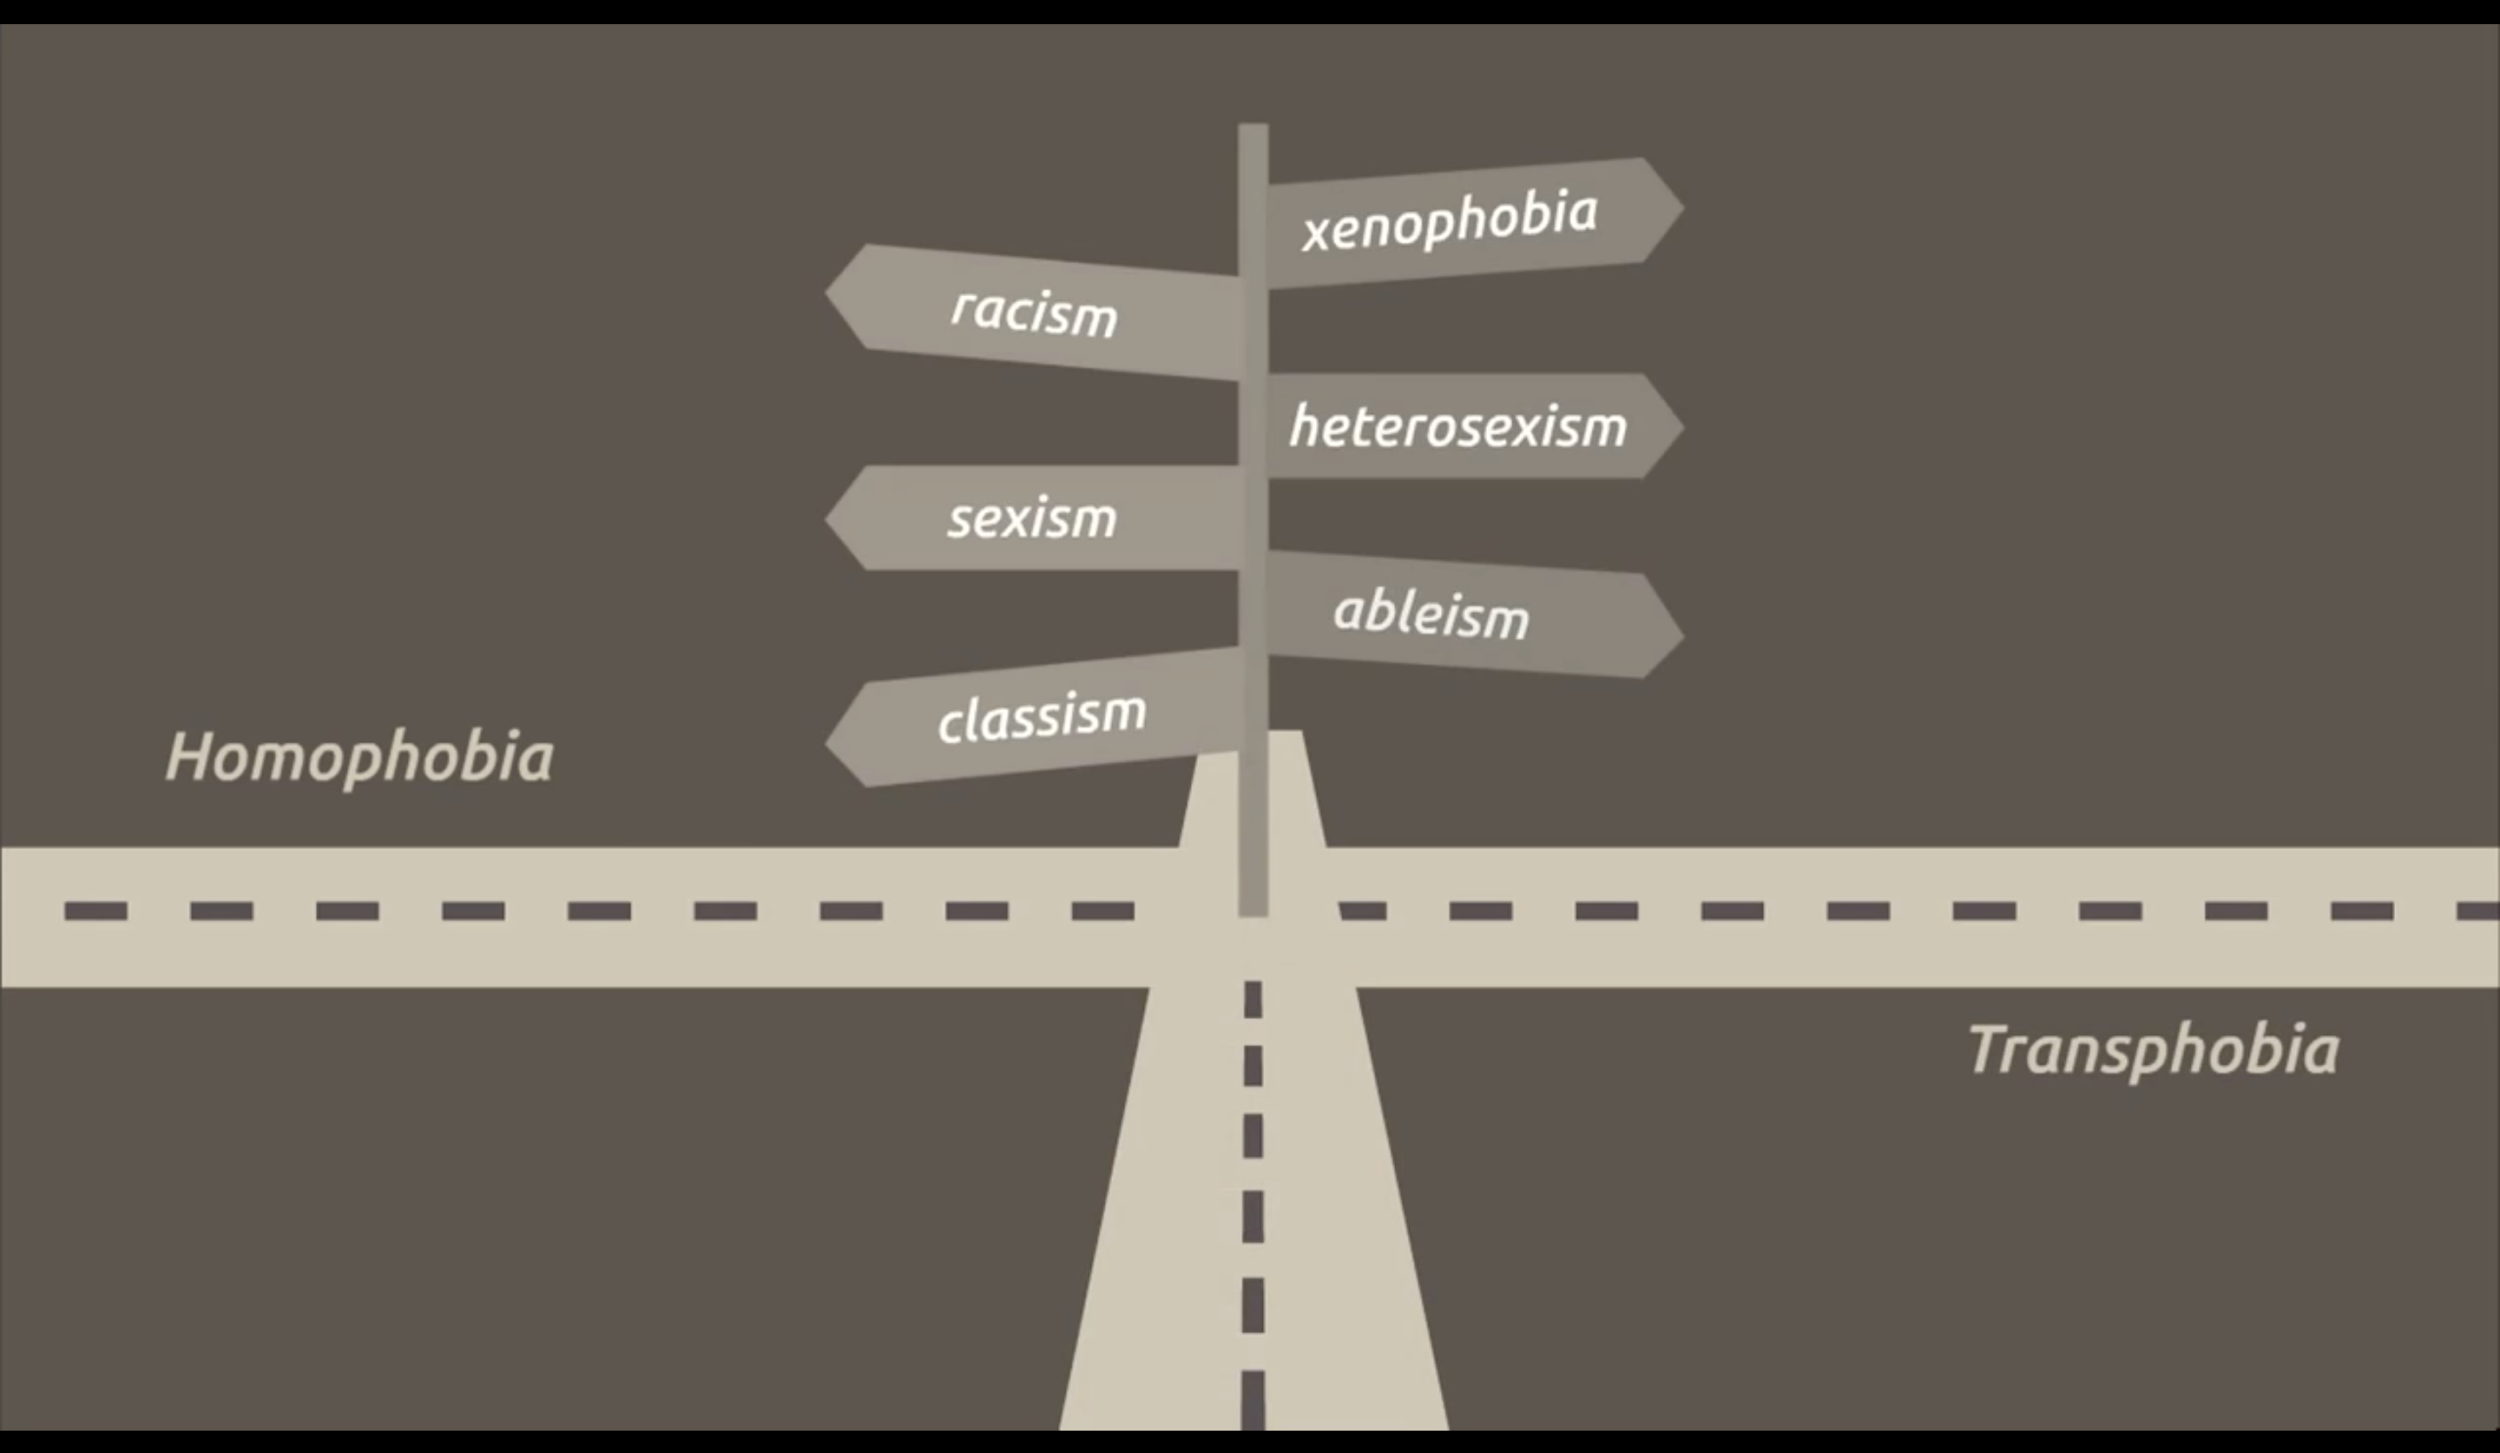 xenophobia
racism
heterosexism
sexism
ableism
classism
Homophobia
Transphobia